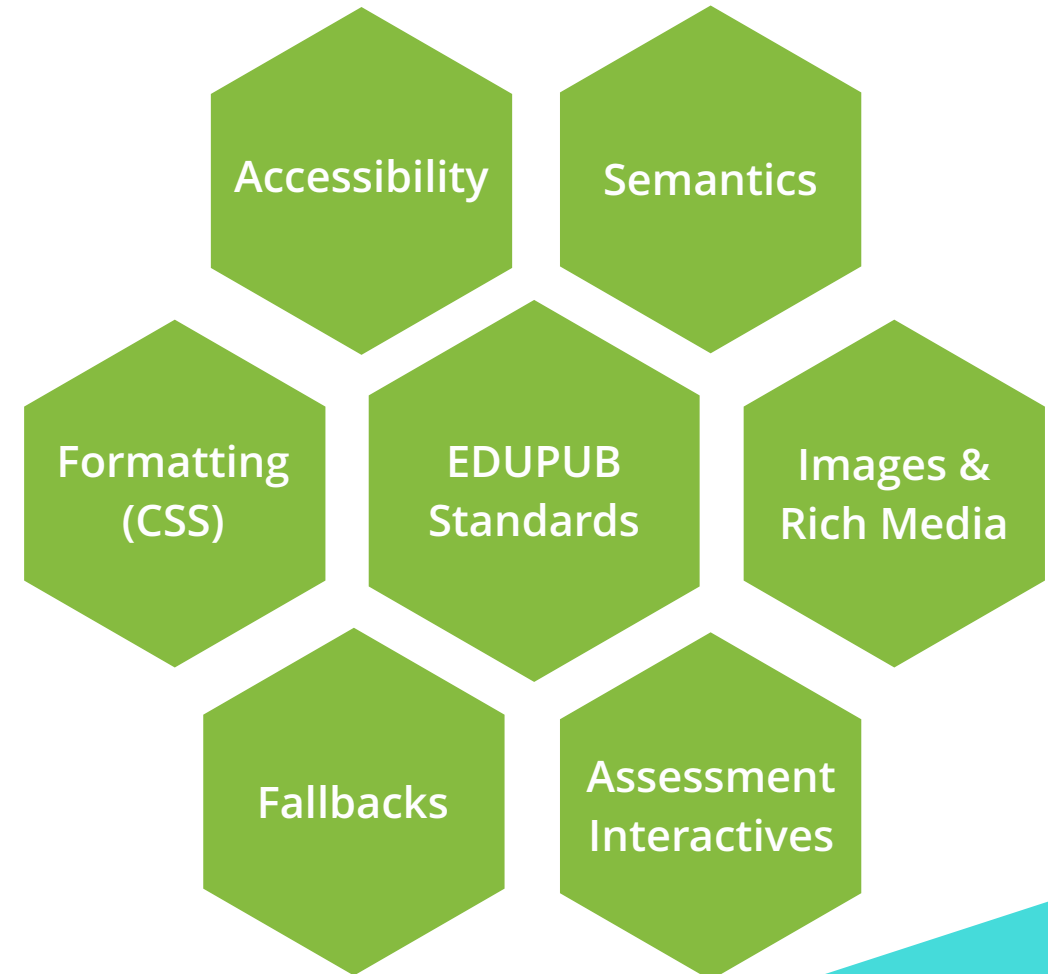 Accessibility
Semantics
Formatting
(CSS)
EDUPUB
Standards
Images &
Rich Media
Fallbacks
Assessment
Interactives